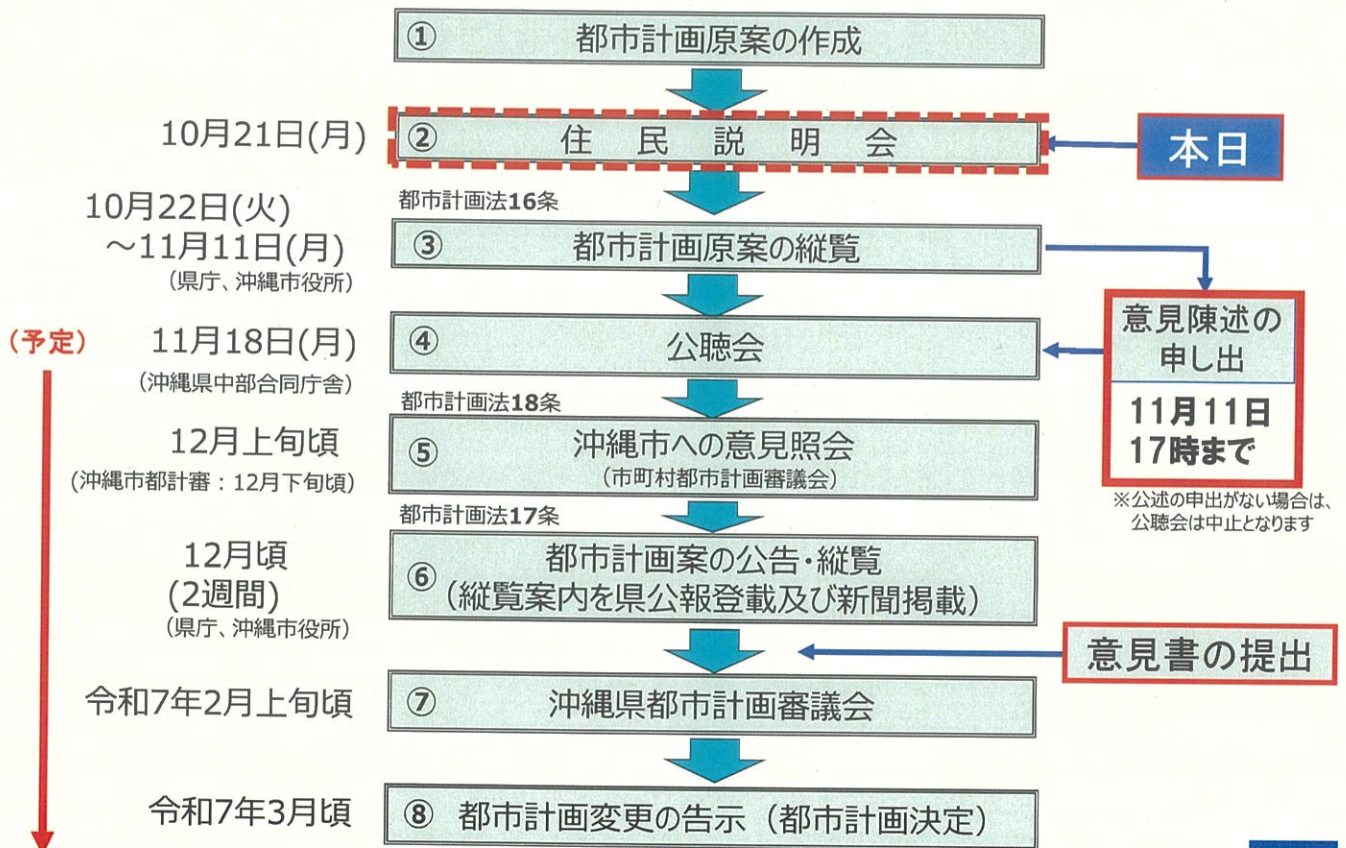 ① 都市計画原案の作成
10月21日(月)
② 住民説明会
本日
都市計画法16条
10月22日(火)
～11月11日(月)
(県庁、沖縄市役所)
③ 都市計画原案の縦覧
意見陳述の
申し出
11月11日
17時まで
※公述の申出がない場合は、
公聴会は中止となります
(予定)
11月18日(月)
(沖縄県中部合同庁舎)
④ 公聴会
都市計画法18条
12月上旬頃
(沖縄市都計審：12月下旬頃)
⑤ 沖縄市への意見照会
(市町村都市計画審議会)
都市計画法17条
12月頃
(2週間)
(県庁、沖縄市役所)
⑥ 都市計画案の公告・縦覧
(縦覧案内を県公報登載及び新聞掲載)
意見書の提出
令和7年2月上旬頃
⑦ 沖縄県都市計画審議会
令和7年3月頃
⑧ 都市計画変更の告示（都市計画決定）